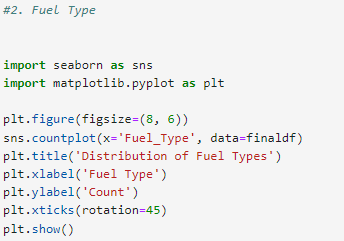 #2. Fuel Type
import seaborn as sns
import matplotlib.pyplot as plt
plt.figure(figsize=(8, 6))
sns.countplot(x='Fuel_Type', data=finaldf)
plt.title('Distribution of Fuel Types')
plt.xlabel('Fuel Type')
plt.ylabel('Count')
plt.xticks(rotation=45)
plt.show()